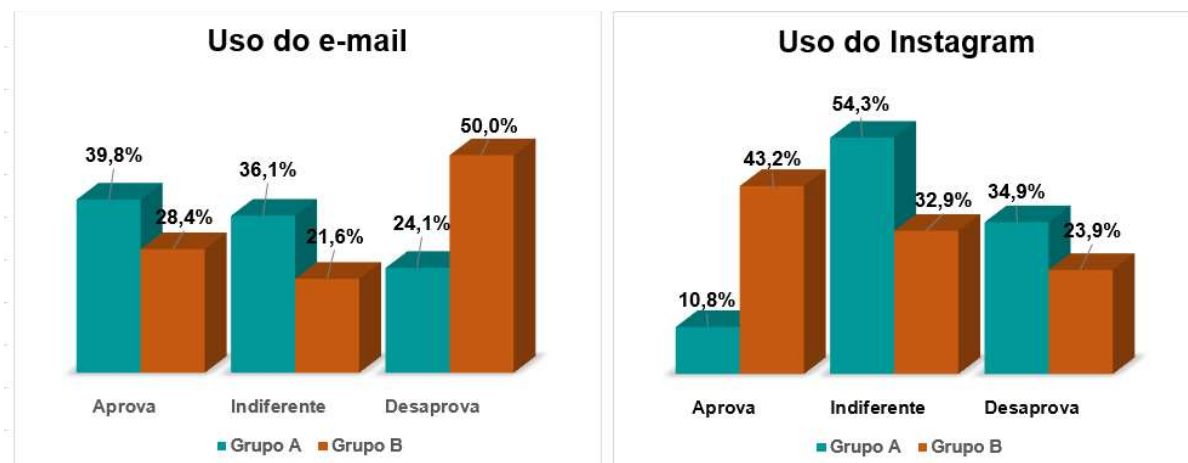 Uso do e-mail
39,8%
28,4%
36,1%
21,6%
24,1%
50,0%
Aprova Indiferente Desaprova
Grupo A Grupo B
Uso do Instagram
10,8%
43,2%
54,3%
32,9%
34,9%
23,9%
Aprova Indiferente Desaprova
Grupo A Grupo B